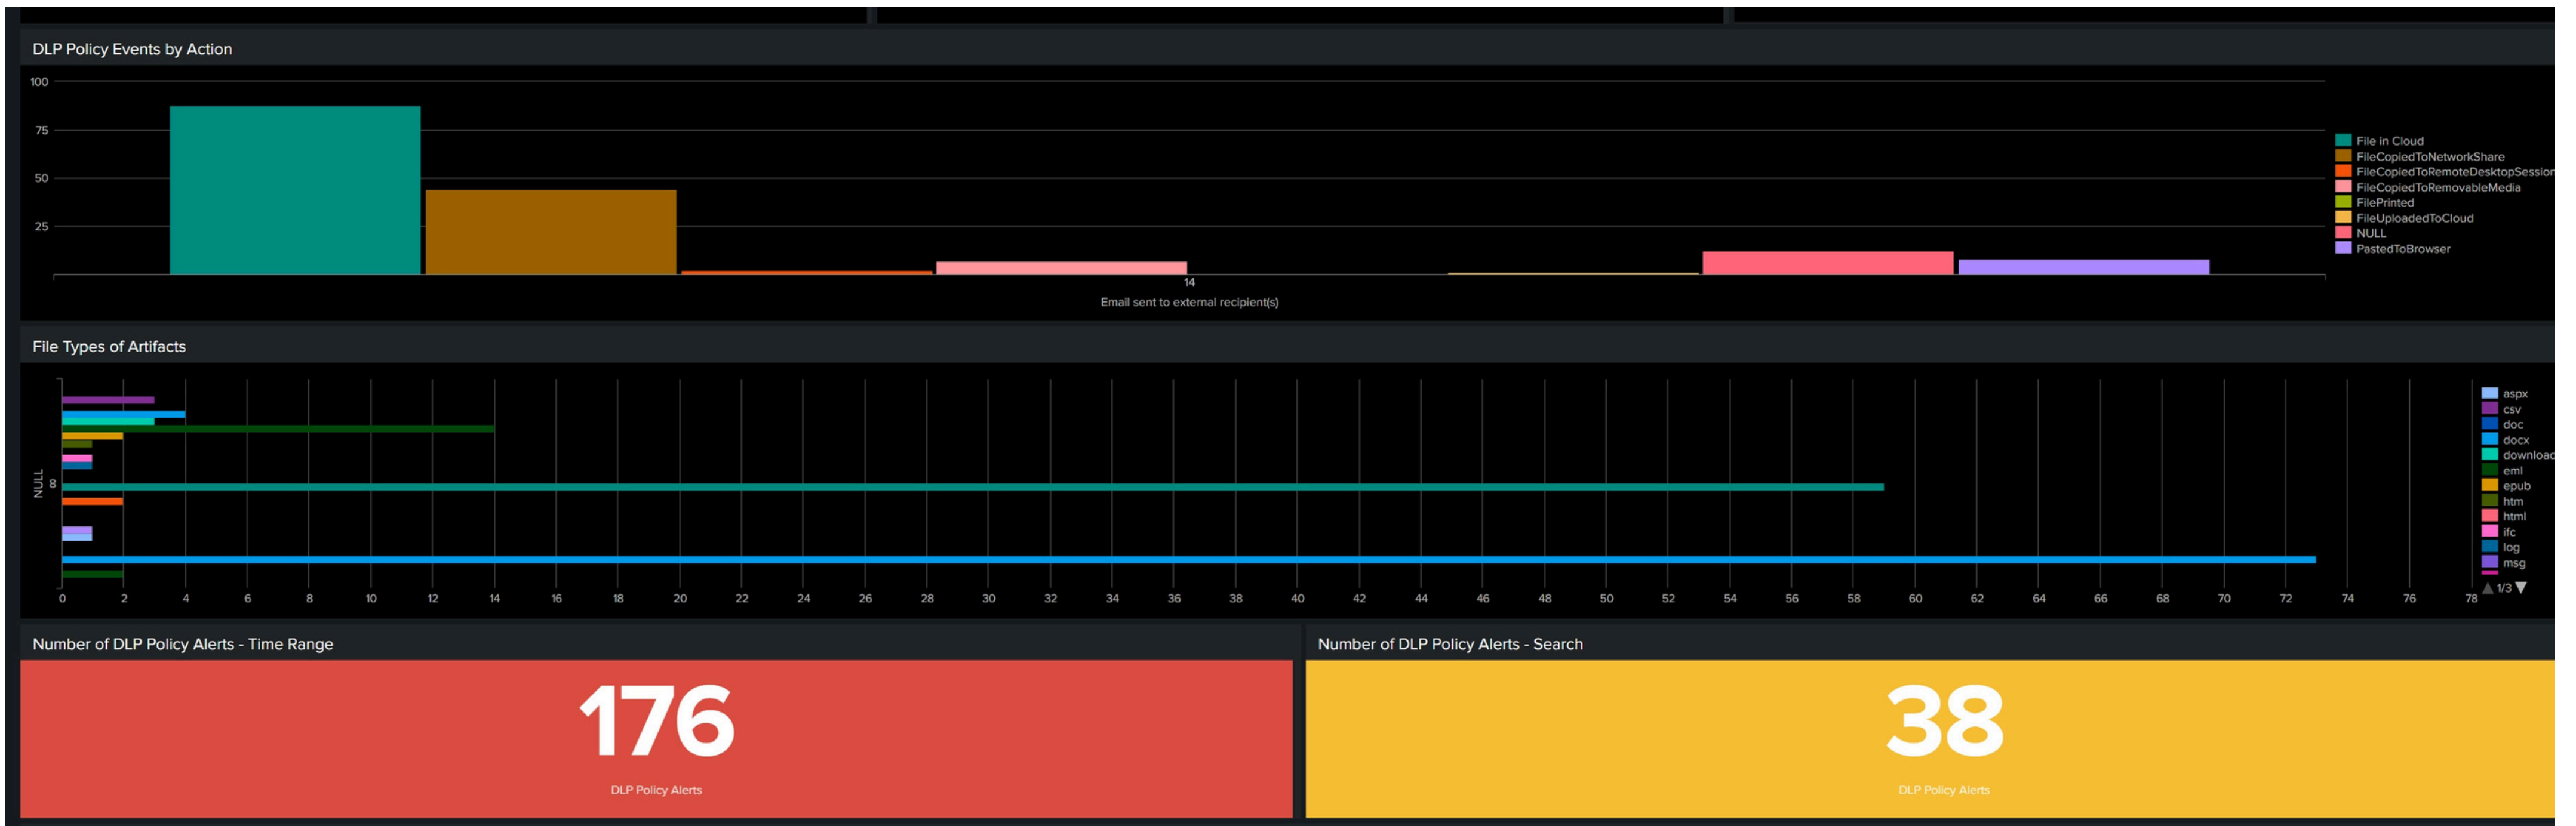 DLP Policy Events by Action
100
75
50
25
14
Email sent to external recipient(s)
File in Cloud
FileCopiedToNetworkShare
FileCopiedToRemoteDesktopSession
FileCopiedToRemovableMedia
FilePrinted
FileUploadedToCloud
NULL
PastedToBrowser
File Types of Artifacts
NULL
8
0 2 4 6 8 10 12 14 16 18 20 22 24 26 28 30 32 34 36 38 40 42 44 46 48 50 52 54 56 58 60 62 64 66 68 70 72 74 76 78
aspx
csv
doc
docx
download
eml
epub
htm
html
ifc
log
msg
1/3
Number of DLP Policy Alerts - Time Range
176
DLP Policy Alerts
Number of DLP Policy Alerts - Search
38
DLP Policy Alerts